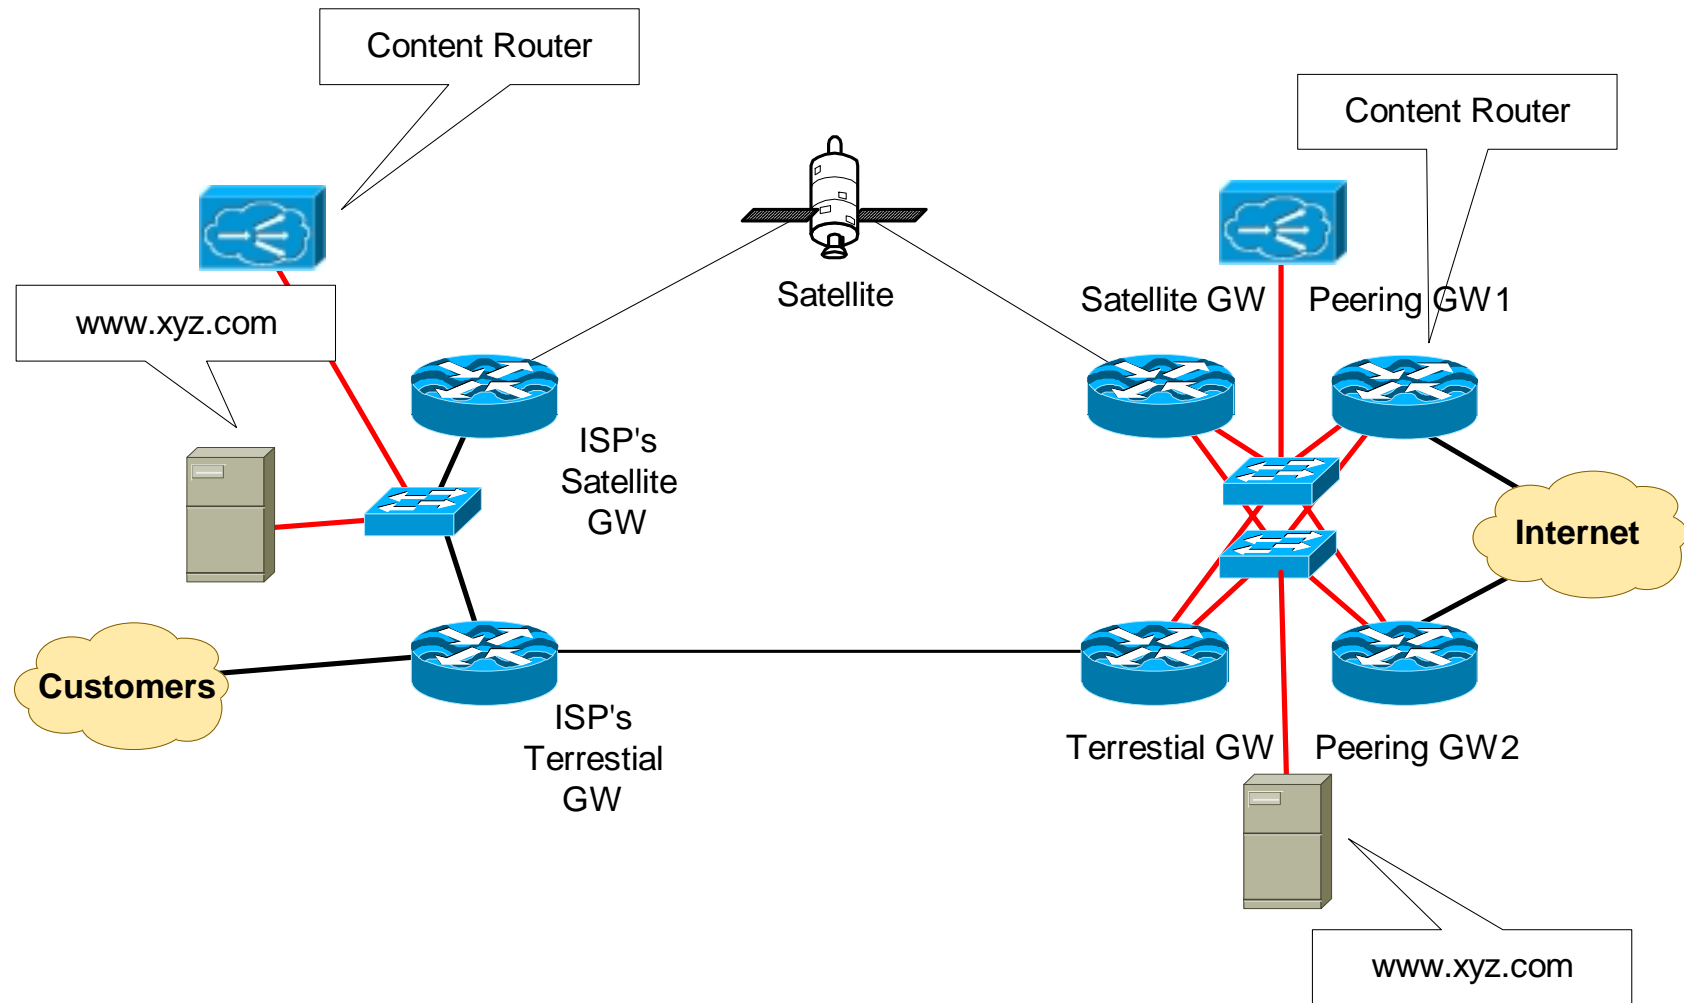 Content Router
Content Router
Satellite
Satellite GW
Peering GW1
www.xyz.com
ISP's
Satellite
GW
Internet
Customers
ISP's
Terrestial
GW
Terrestial GW
Peering GW2
www.xyz.com